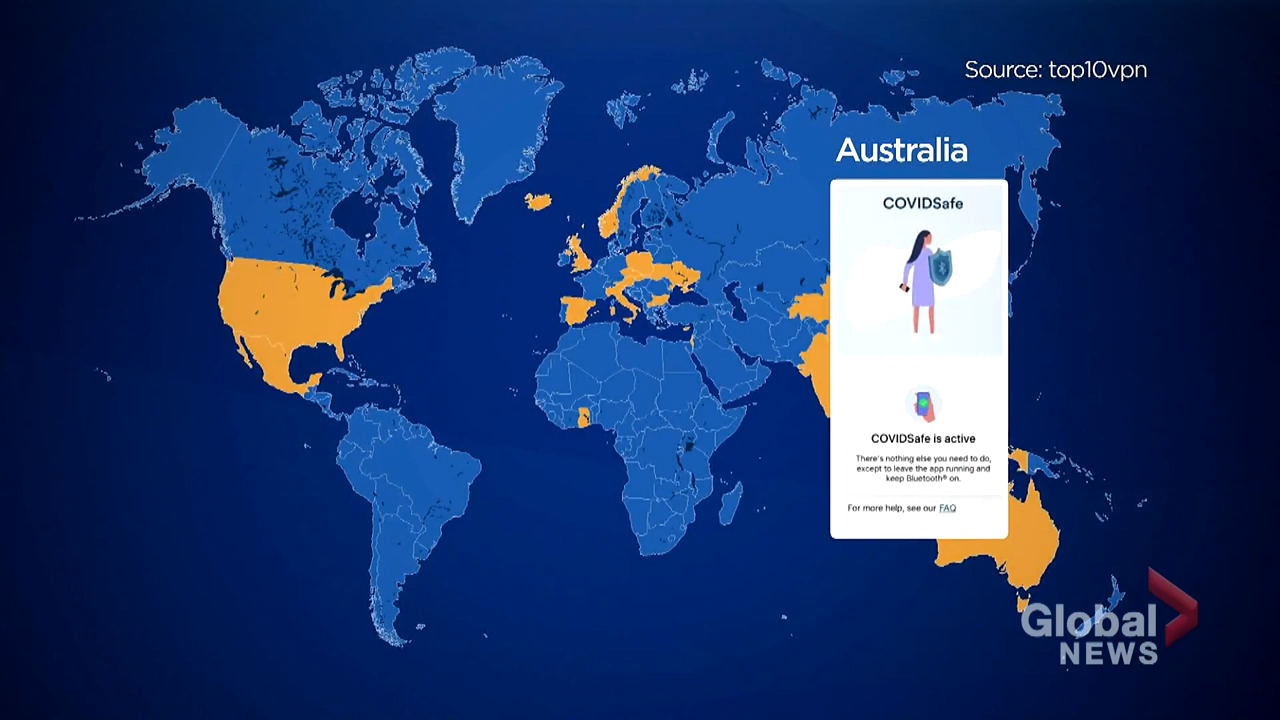 Source: top10vpn
Australia
COVIDSafe
COVIDSafe is active
There's nothing else you need to do,
except to leave the app running and
keep Bluetooth® on.
For more help, see our FAQ
Global
NEWS